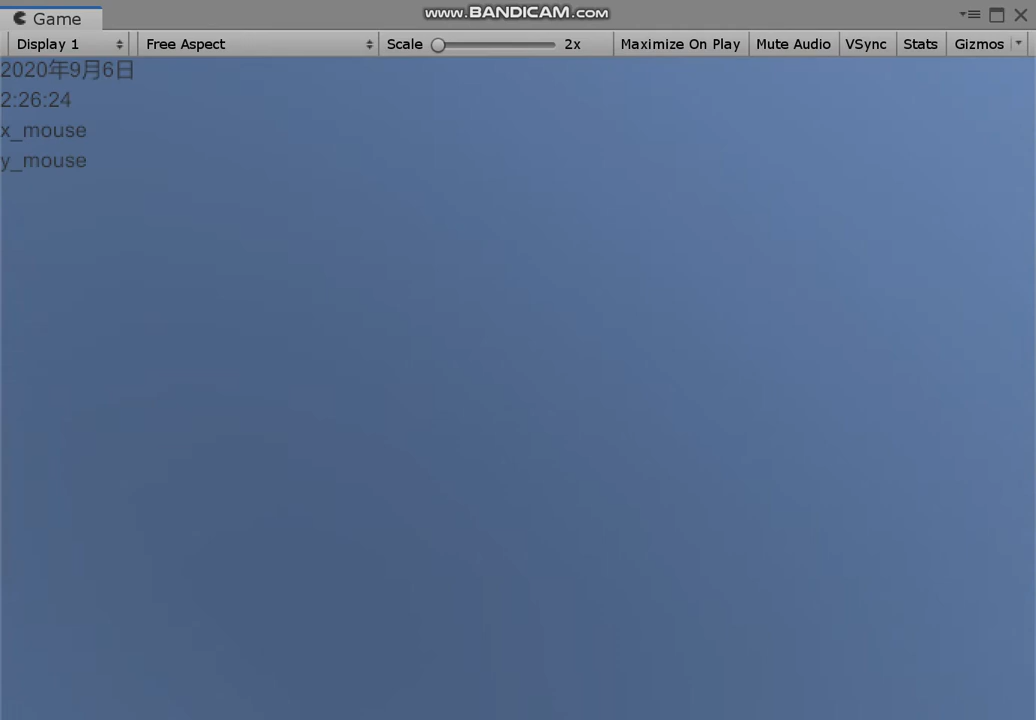 www.BANDICAM.com
Game
Display 1 Free Aspect Scale 2x Maximize On Play Mute Audio VSync Stats Gizmos
2020年9月6日
2:26:24
x_mouse
y_mouse